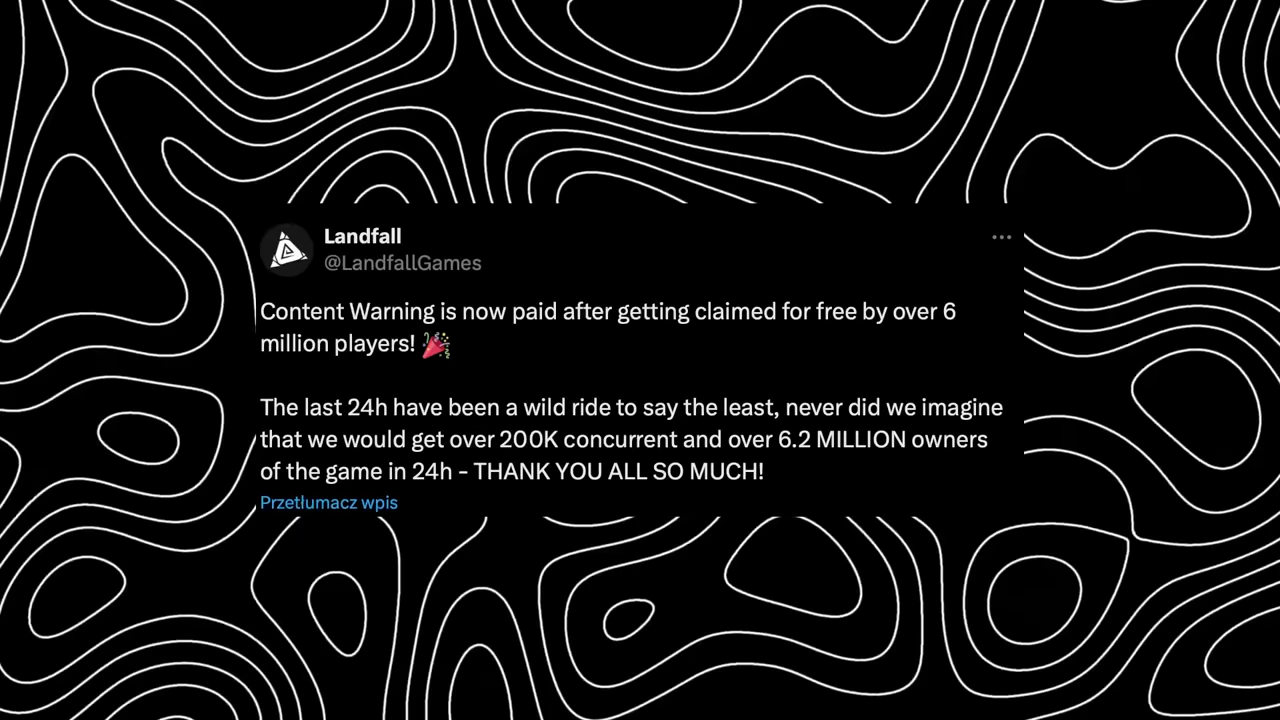 Landfall
@LandfallGames
Content Warning is now paid after getting claimed for free by over 6
million players! 🎉
The last 24h have been a wild ride to say the least, never did we imagine
that we would get over 200K concurrent and over 6.2 MILLION owners
of the game in 24h - THANK YOU ALL SO MUCH!
Przetłumacz wpis